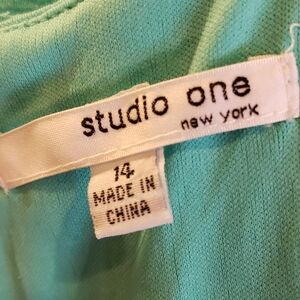 studio one
new york
14
MADE IN
CHINA